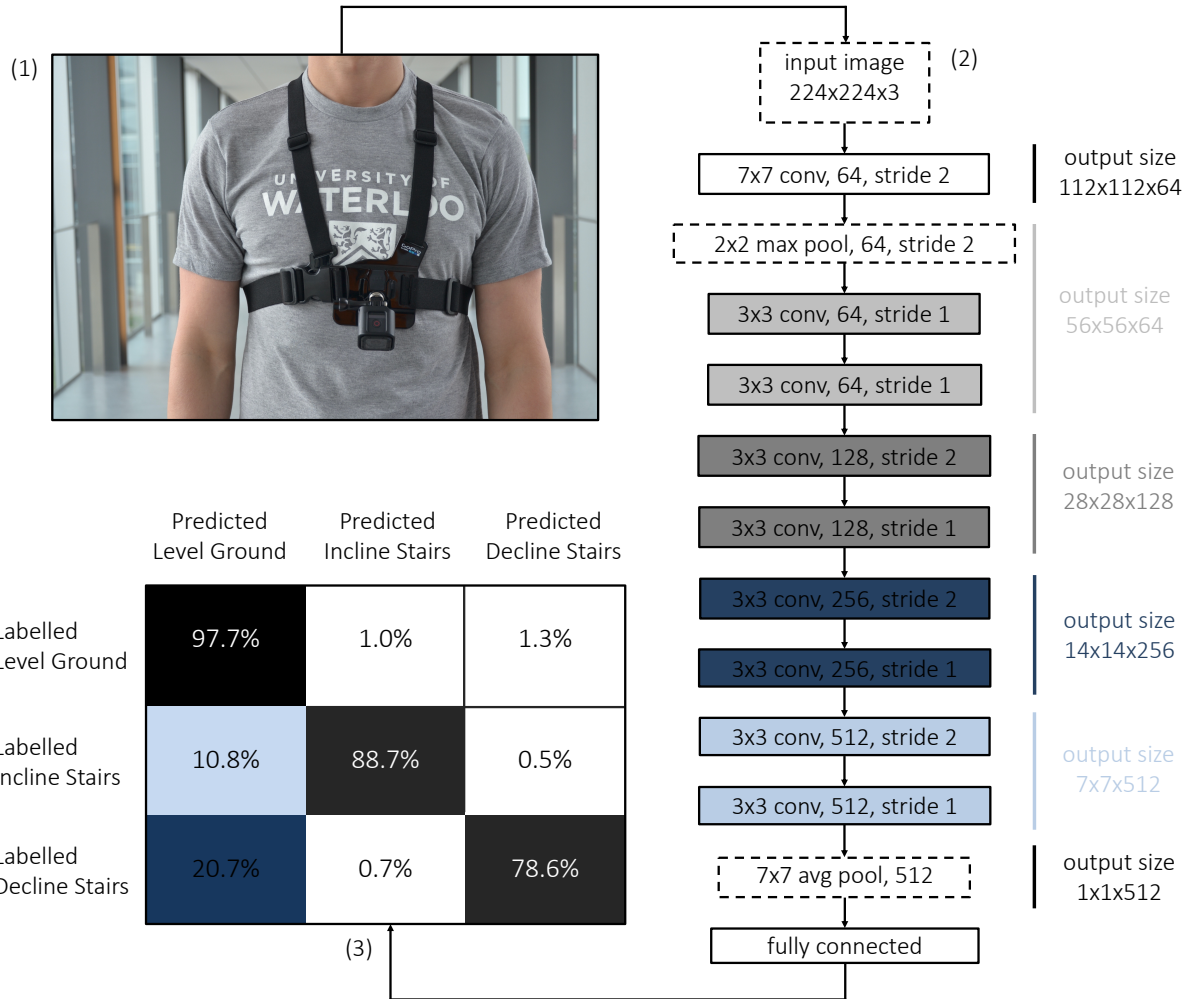 (1)
UNIVERSITY OF
WATERLOO
GoPro
input image
224x224x3
(2)
7x7 conv, 64, stride 2
output size
112x112x64
2x2 max pool, 64, stride 2
3x3 conv, 64, stride 1
3x3 conv, 64, stride 1
output size
56x56x64
3x3 conv, 128, stride 2
3x3 conv, 128, stride 1
output size
28x28x128
3x3 conv, 256, stride 2
3x3 conv, 256, stride 1
output size
14x14x256
3x3 conv, 512, stride 2
3x3 conv, 512, stride 1
output size
7x7x512
7x7 avg pool, 512
output size
1x1x512
fully connected
Predicted
Level Ground
Predicted
Incline Stairs
Predicted
Decline Stairs
Labelled
Level Ground
97.7%
1.0%
1.3%
Labelled
Incline Stairs
10.8%
88.7%
0.5%
Labelled
Decline Stairs
20.7%
0.7%
78.6%
(3)